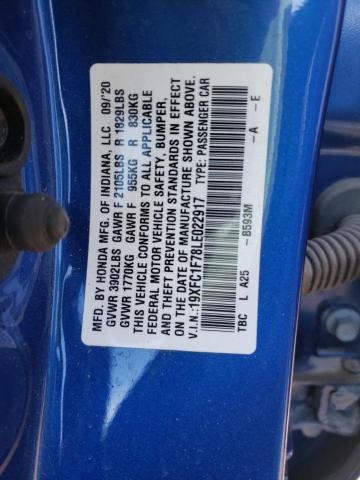 MFD. BY HONDA MFG. OF INDIANA, LLC 09/'20
GVWR 3902LBS GAWR F 2105LBS R 1829LBS
GVWR 1770KG GAWR F 955KG R 830KG
THIS VEHICLE CONFORMS TO ALL APPLICABLE
FEDERAL MOTOR VEHICLE SAFETY, BUMPER,
AND THEFT PREVENTION STANDARDS IN EFFECT
ON THE DATE OF MANUFACTURE SHOWN ABOVE.
V.I.N.:19XFC1F78LE022917 TYPE: PASSENGER CAR
TBC L A25 -B593M -A -E